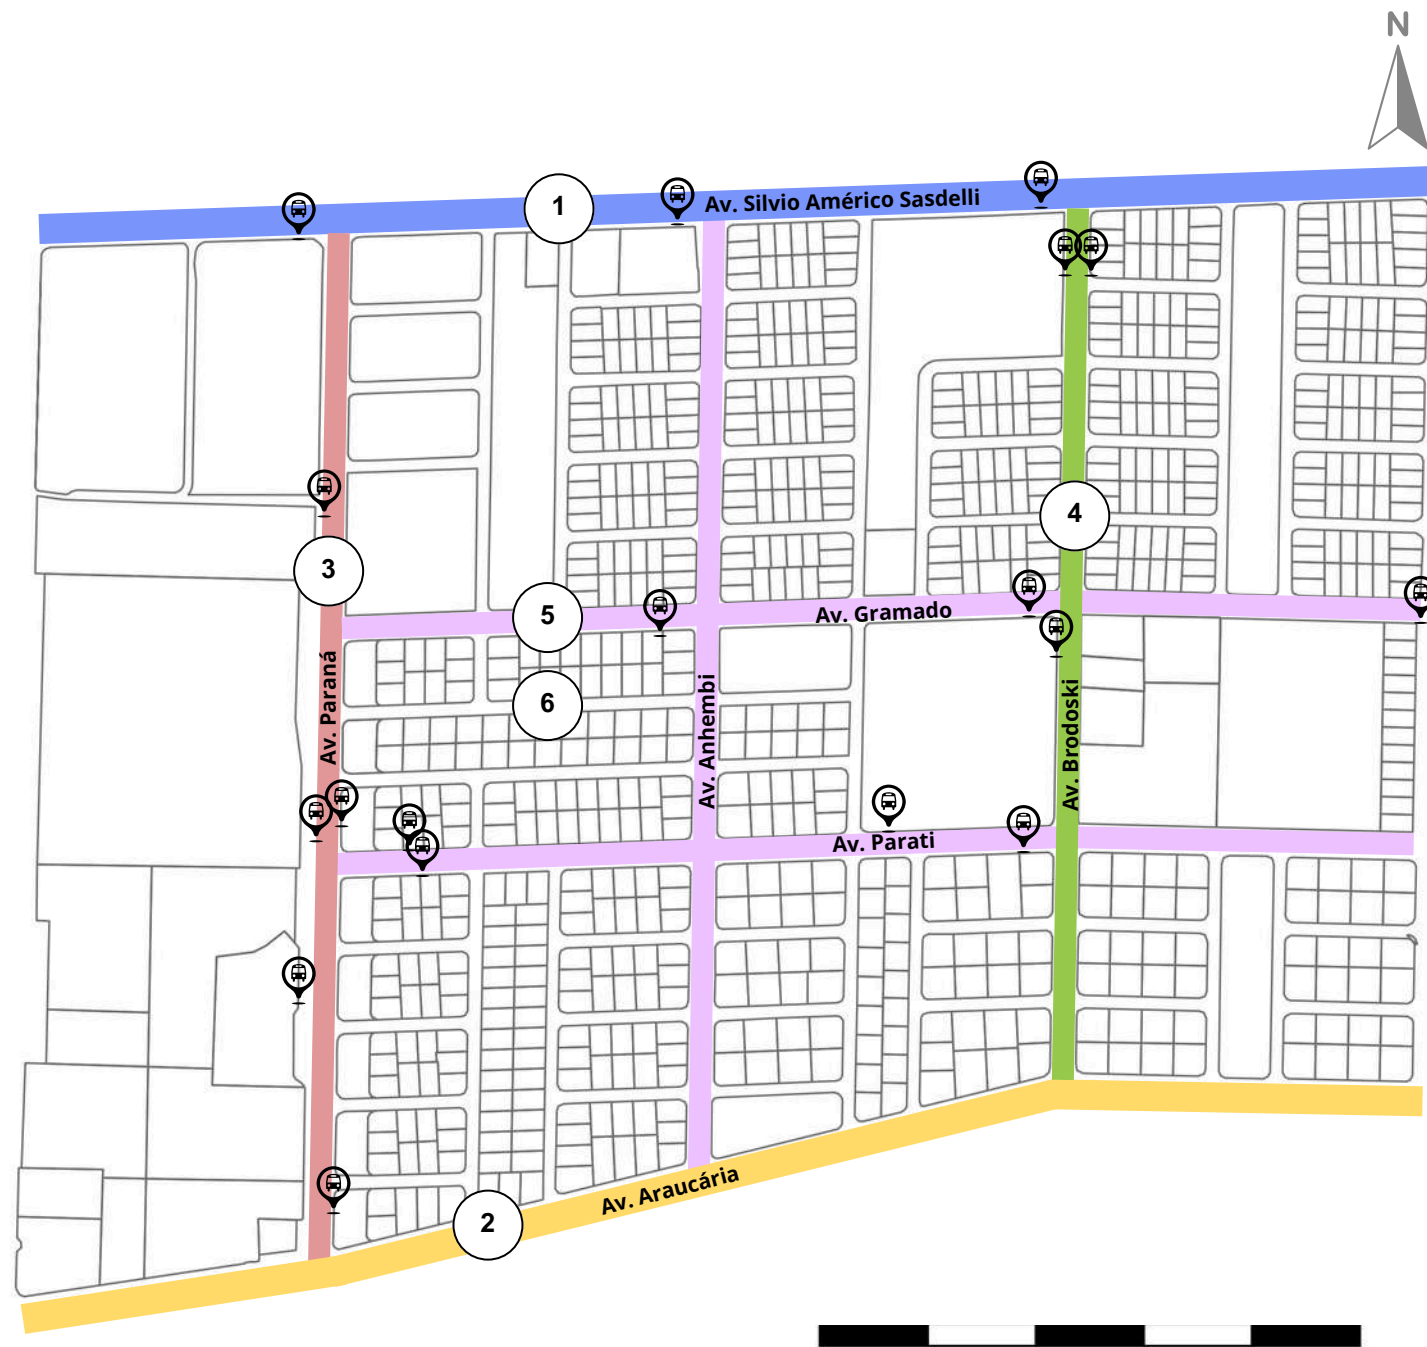 N
1
Av. Silvio Américo Sasdelli
4
3
5
Av. Gramado
6
Av. Paraná
Av. Anhembi
Av. Brodoski
Av. Parati
Av. Araucária
2